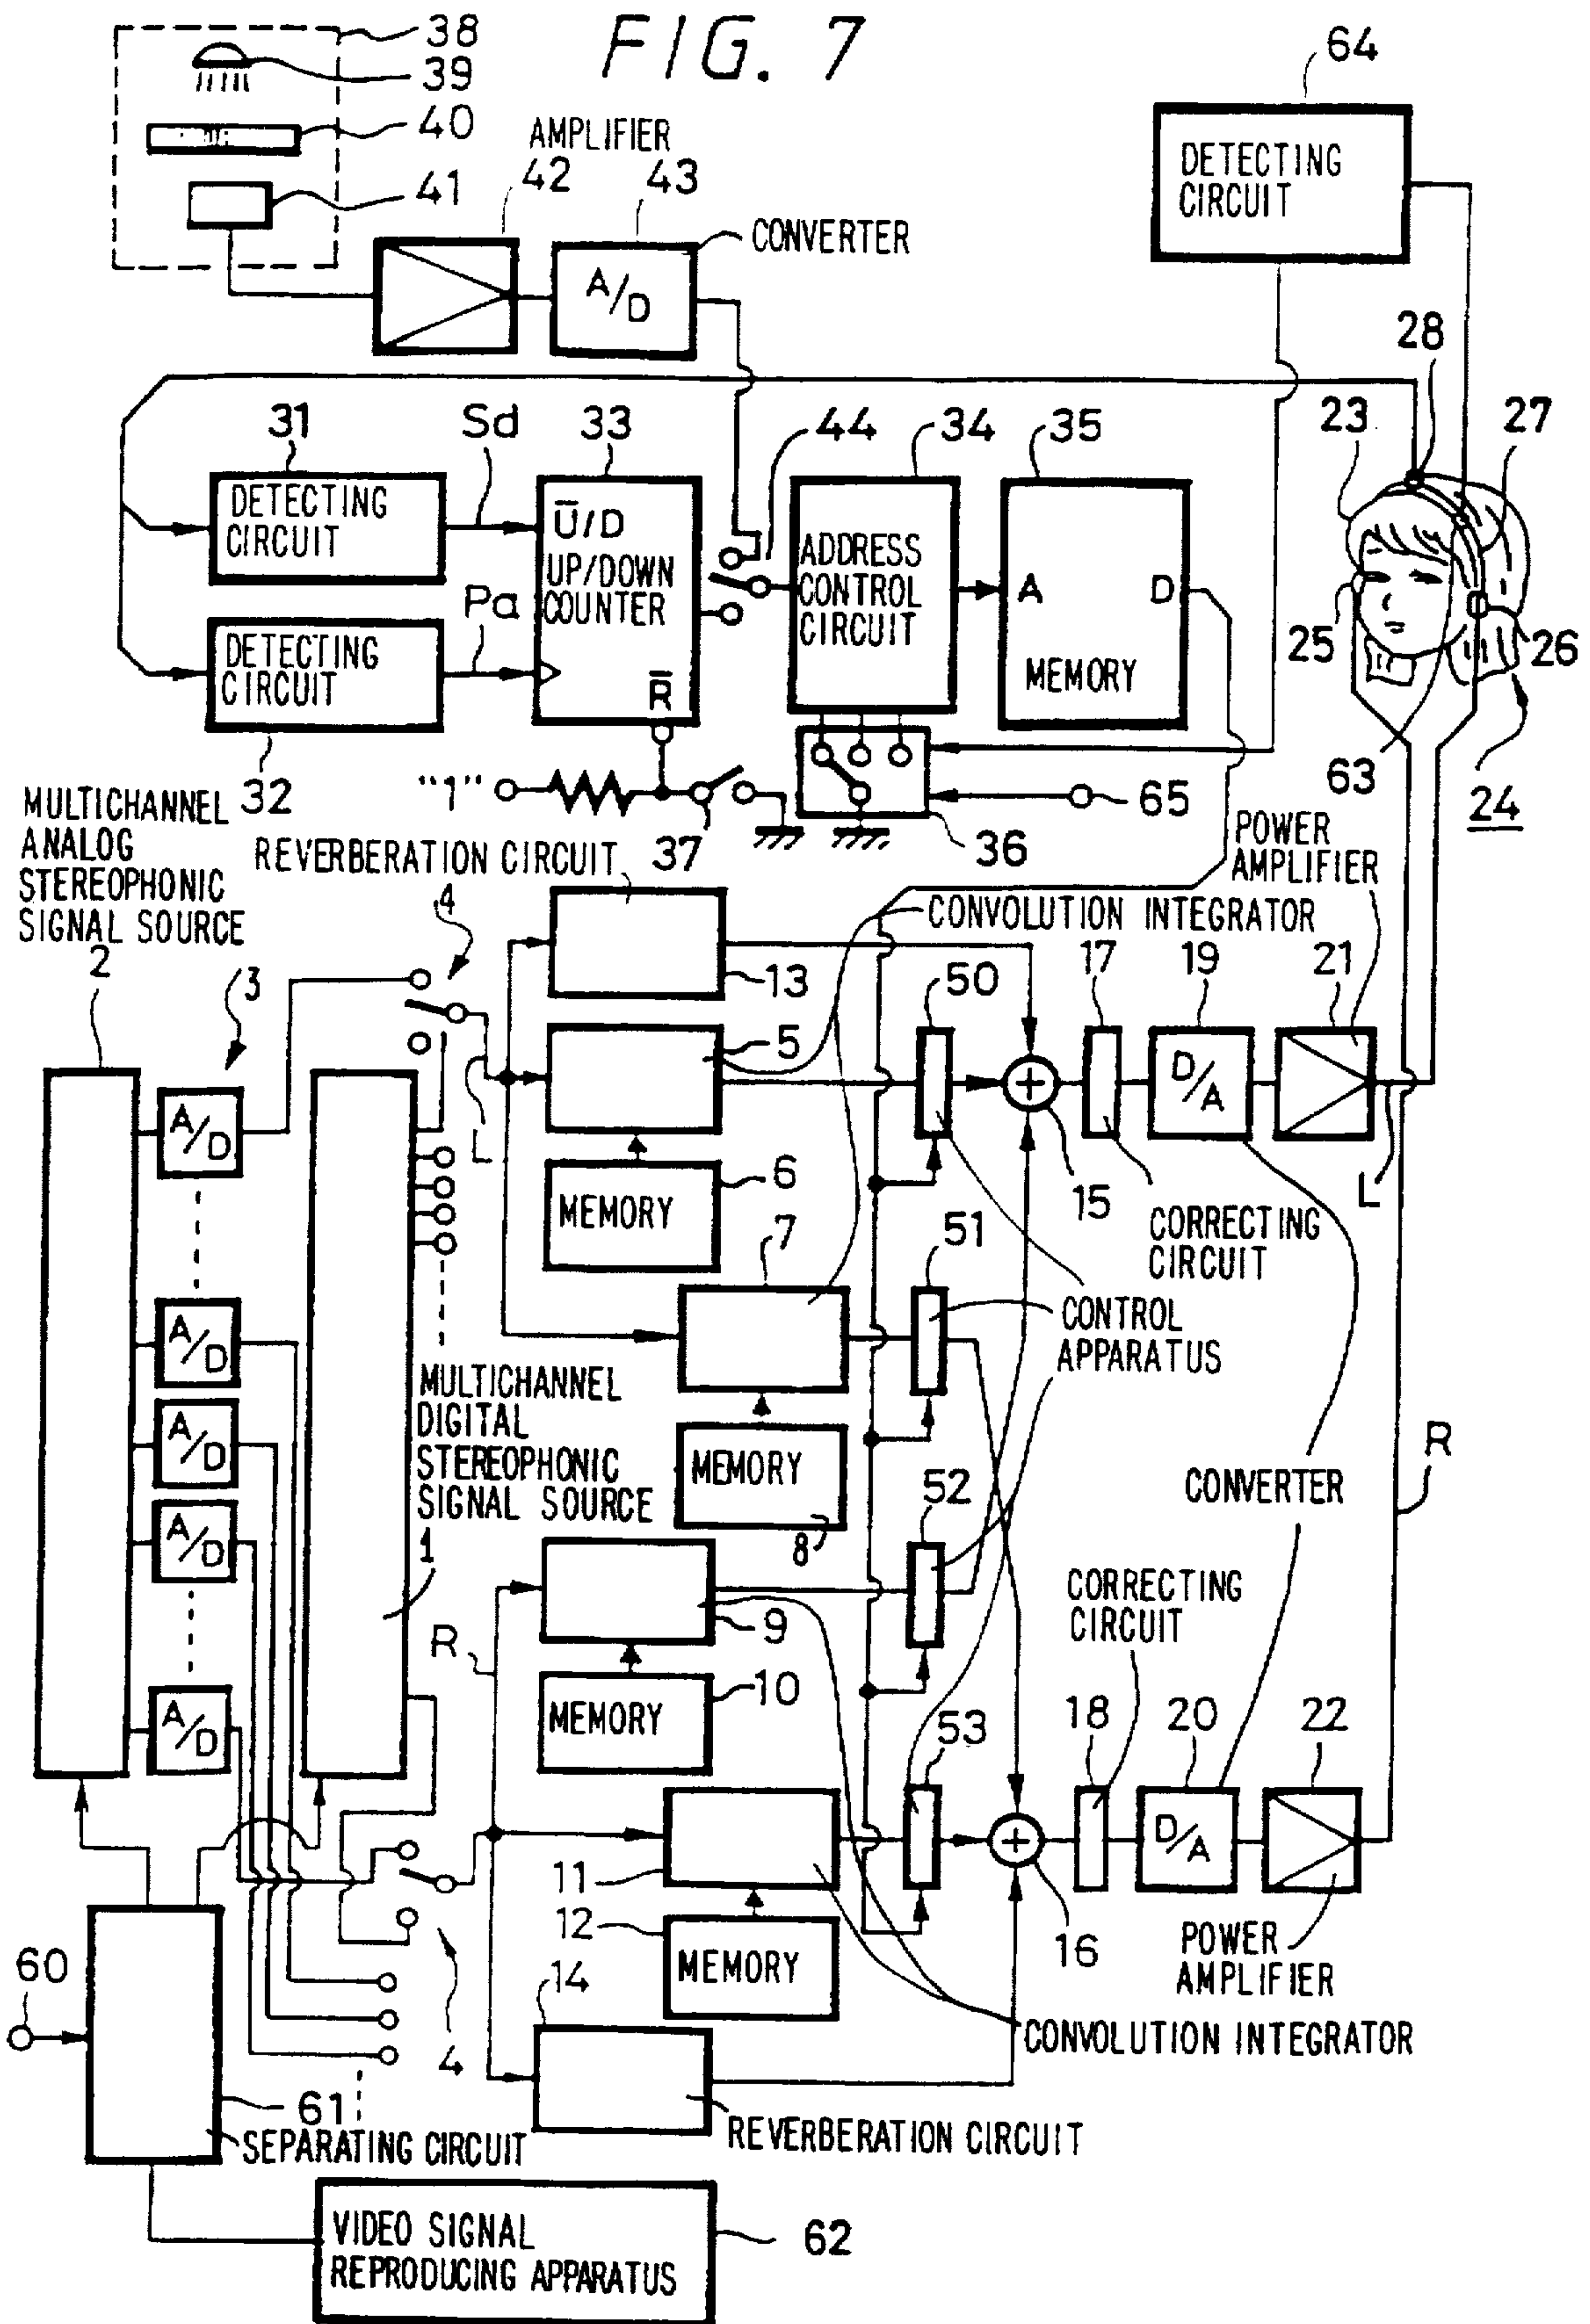 FIG. 7
38
39
40
41
AMPLIFIER
42
43
CONVERTER
A/D
64
DETECTING
CIRCUIT
28
23
27
25
26
63
24
31
Sd
33
44
34
35
DETECTING
CIRCUIT
U̅/D
UP/DOWN
COUNTER
ADDRESS
CONTROL
CIRCUIT
A
D
MEMORY
Pa
DETECTING
CIRCUIT
R̅
32
"1"
37
36
65
MULTICHANNEL
ANALOG
STEREOPHONIC
SIGNAL SOURCE
2
3
REVERBERATION CIRCUIT
4
13
CONVOLUTION INTEGRATOR
POWER
AMPLIFIER
50
17
19
21
5
D/A
L
L
15
MEMORY
6
CORRECTING
CIRCUIT
A/D
A/D
A/D
A/D
A/D
7
51
CONTROL
APPARATUS
MULTICHANNEL
DIGITAL
STEREOPHONIC
SIGNAL SOURCE
1
MEMORY
8
52
CONVERTER
R
9
R
MEMORY
10
CORRECTING
CIRCUIT
53
18
20
22
D/A
11
16
12
MEMORY
POWER
AMPLIFIER
60
4
14
CONVOLUTION INTEGRATOR
61
SEPARATING CIRCUIT
REVERBERATION CIRCUIT
VIDEO SIGNAL
REPRODUCING APPARATUS
62